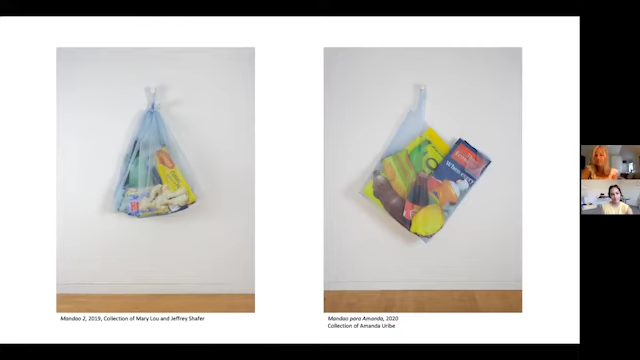 Mandao 2, 2019, Collection of Mary Lou and Jeffrey Shafer
Mandao para Amanda, 2020
Collection of Amanda Uribe